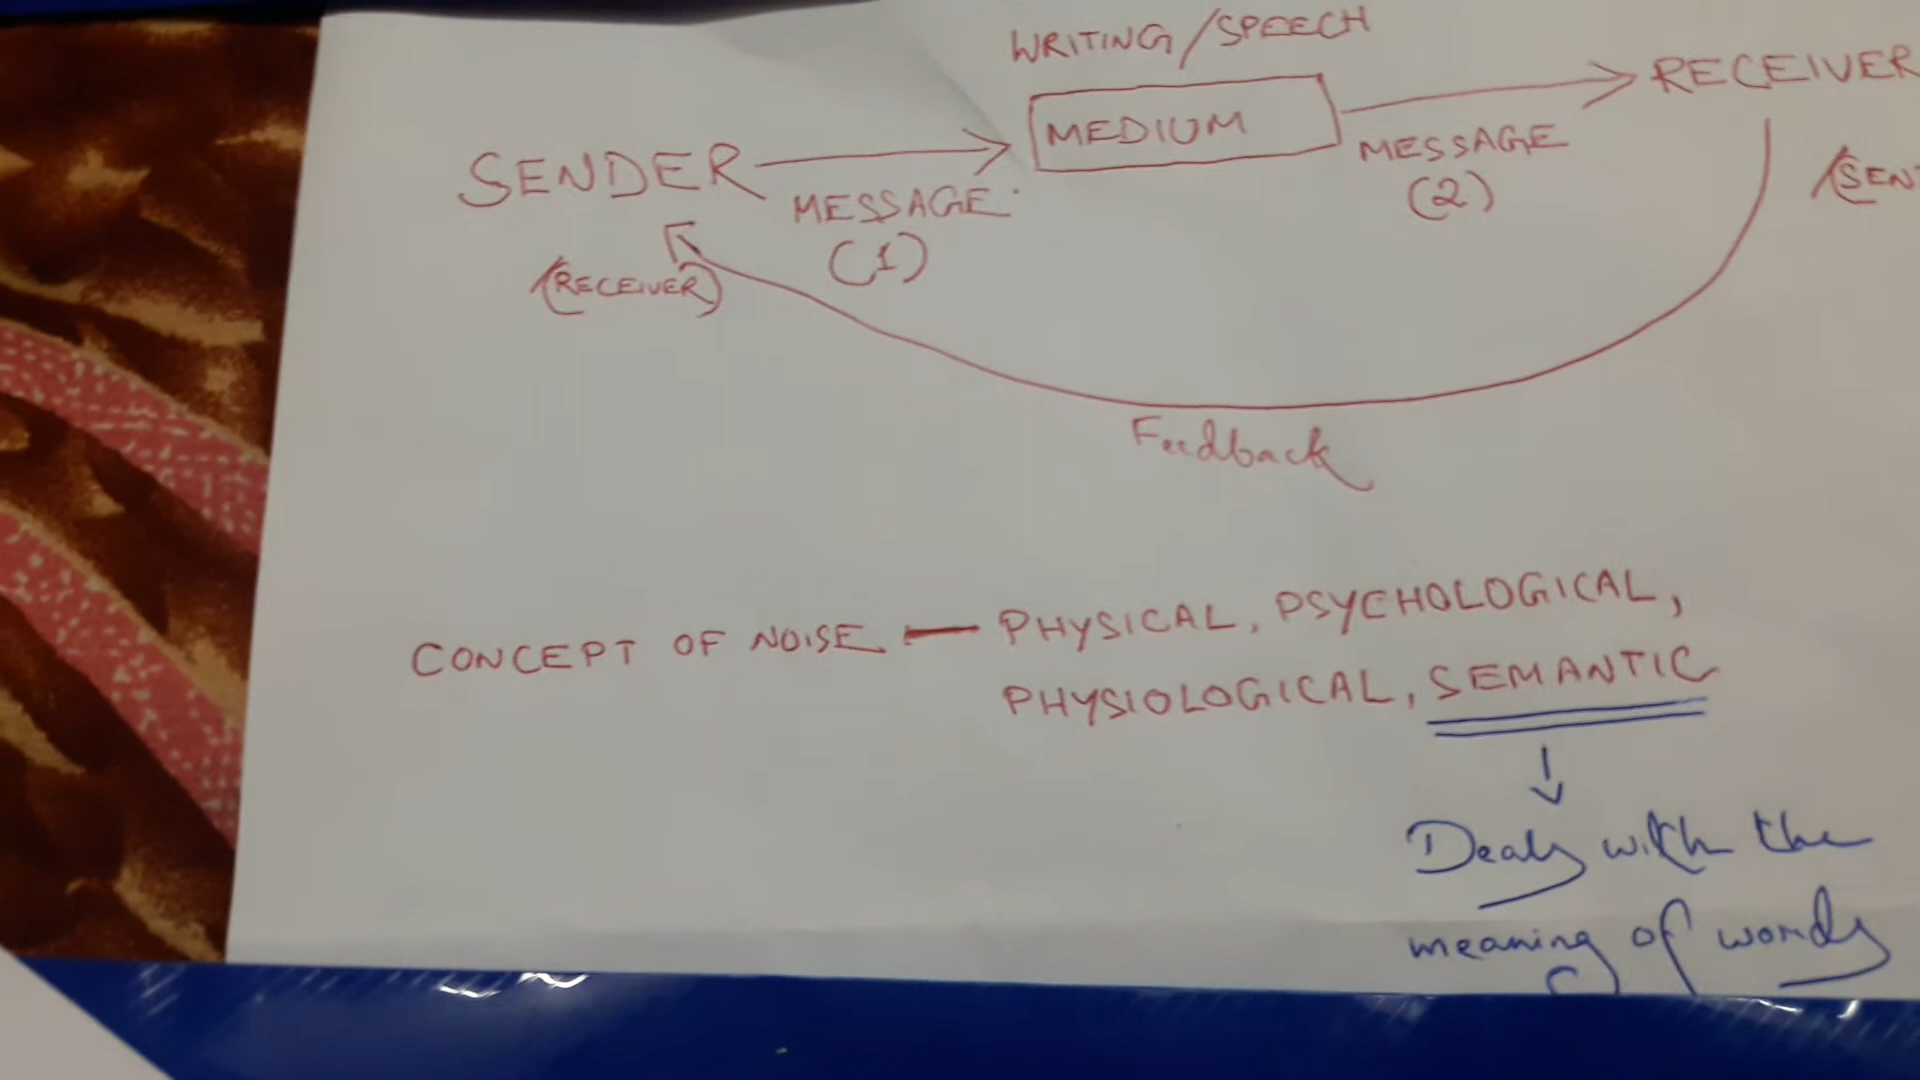 WRITING/SPEECH
SENDER
MEDIUM
RECEIVER
MESSAGE
(1)
MESSAGE
(2)
(RECEIVER)
Feedback
CONCEPT OF NOISE — PHYSICAL, PSYCHOLOGICAL,
PHYSIOLOGICAL, SEMANTIC
Deals with the
meaning of words